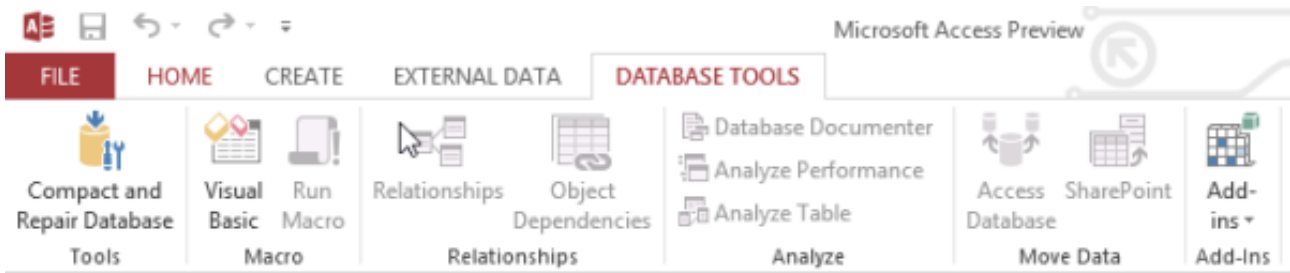 Microsoft Access Preview
FILE HOME CREATE EXTERNAL DATA DATABASE TOOLS
Compact and
Repair Database
Tools
Visual
Basic
Run
Macro
Macro
Relationships
Object
Dependencies
Relationships
Database Documenter
Analyze Performance
Analyze Table
Analyze
Access
Database
SharePoint
Move Data
Add-
ins
Add-Ins